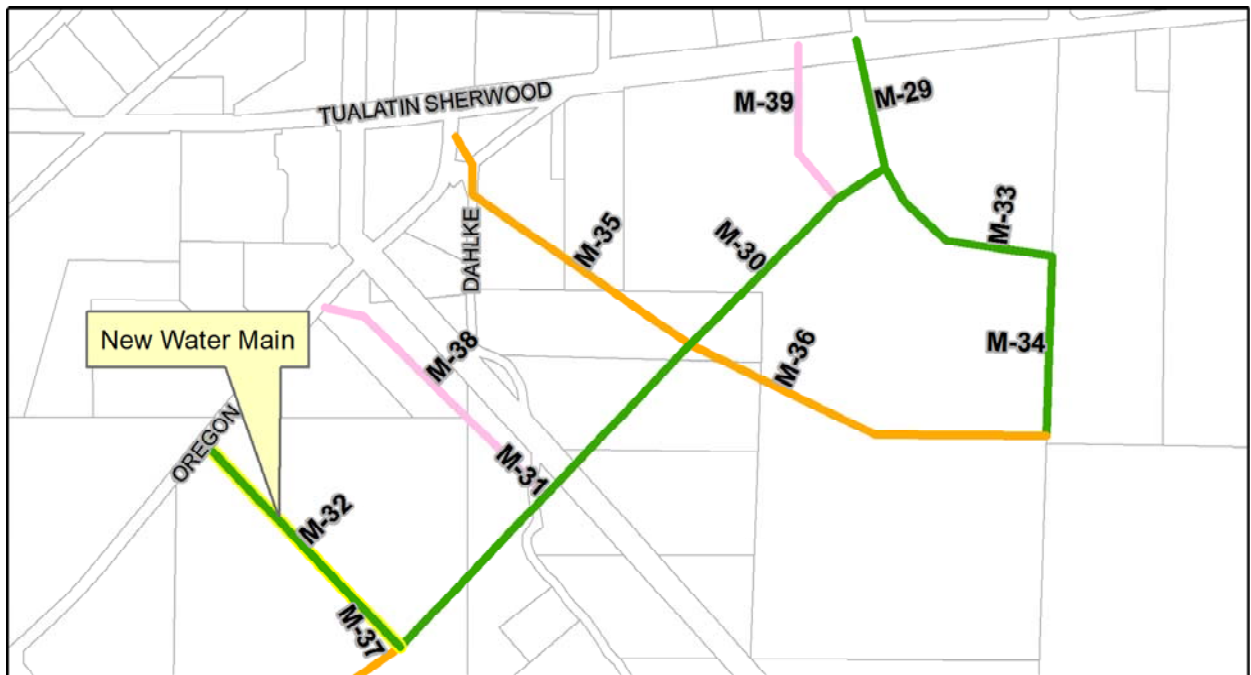 TUALATIN SHERWOOD
M-39
M-29
M-33
DAHLKE
M-35
M-30
New Water Main
M-38
M-36
M-34
OREGON
M-31
M-32
M-37